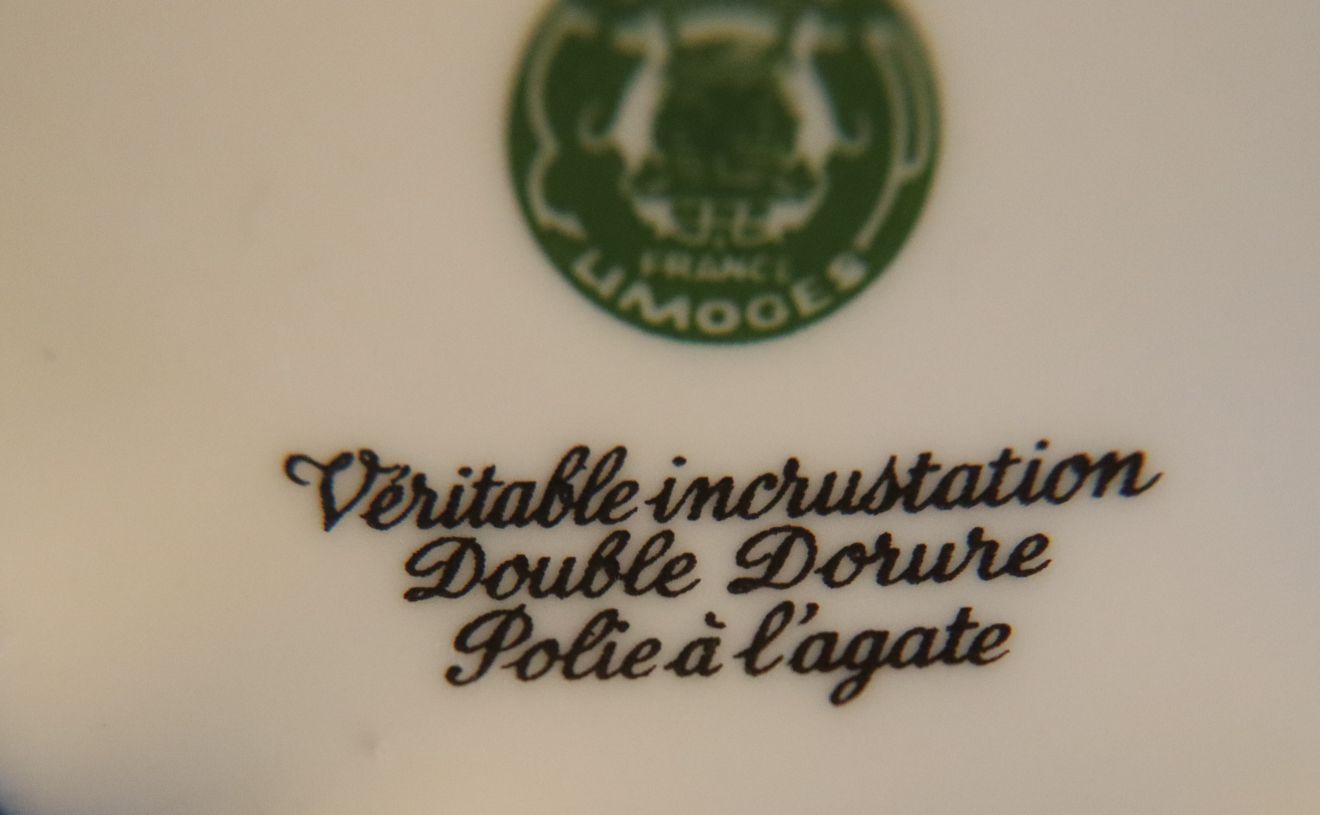 FRANCE
LIMOGES
Véritable incrustation
Double Dorure
Polie à l'agate